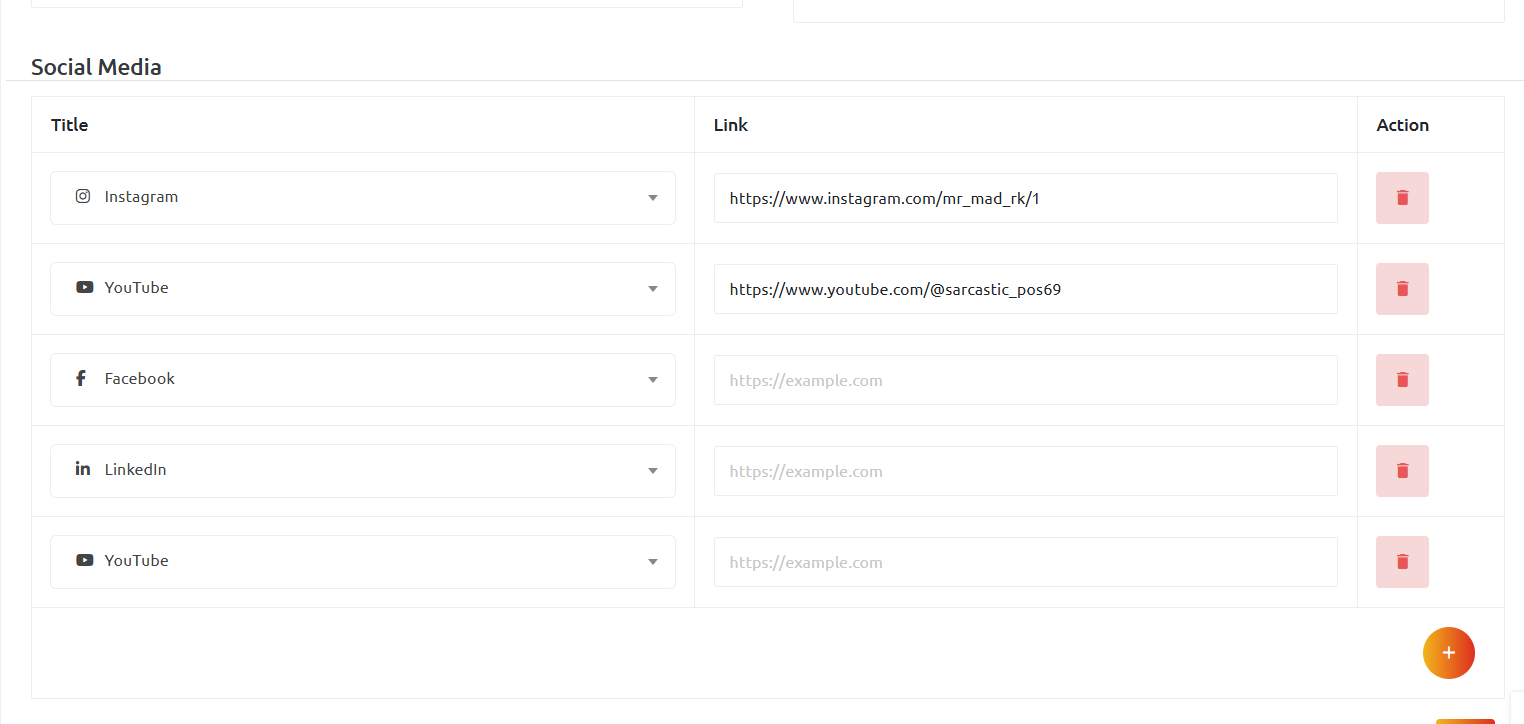 Social Media
Title Link Action
Instagram https://www.instagram.com/mr_mad_rk/1
YouTube https://www.youtube.com/@sarcastic_pos69
Facebook https://example.com
LinkedIn https://example.com
YouTube https://example.com
+